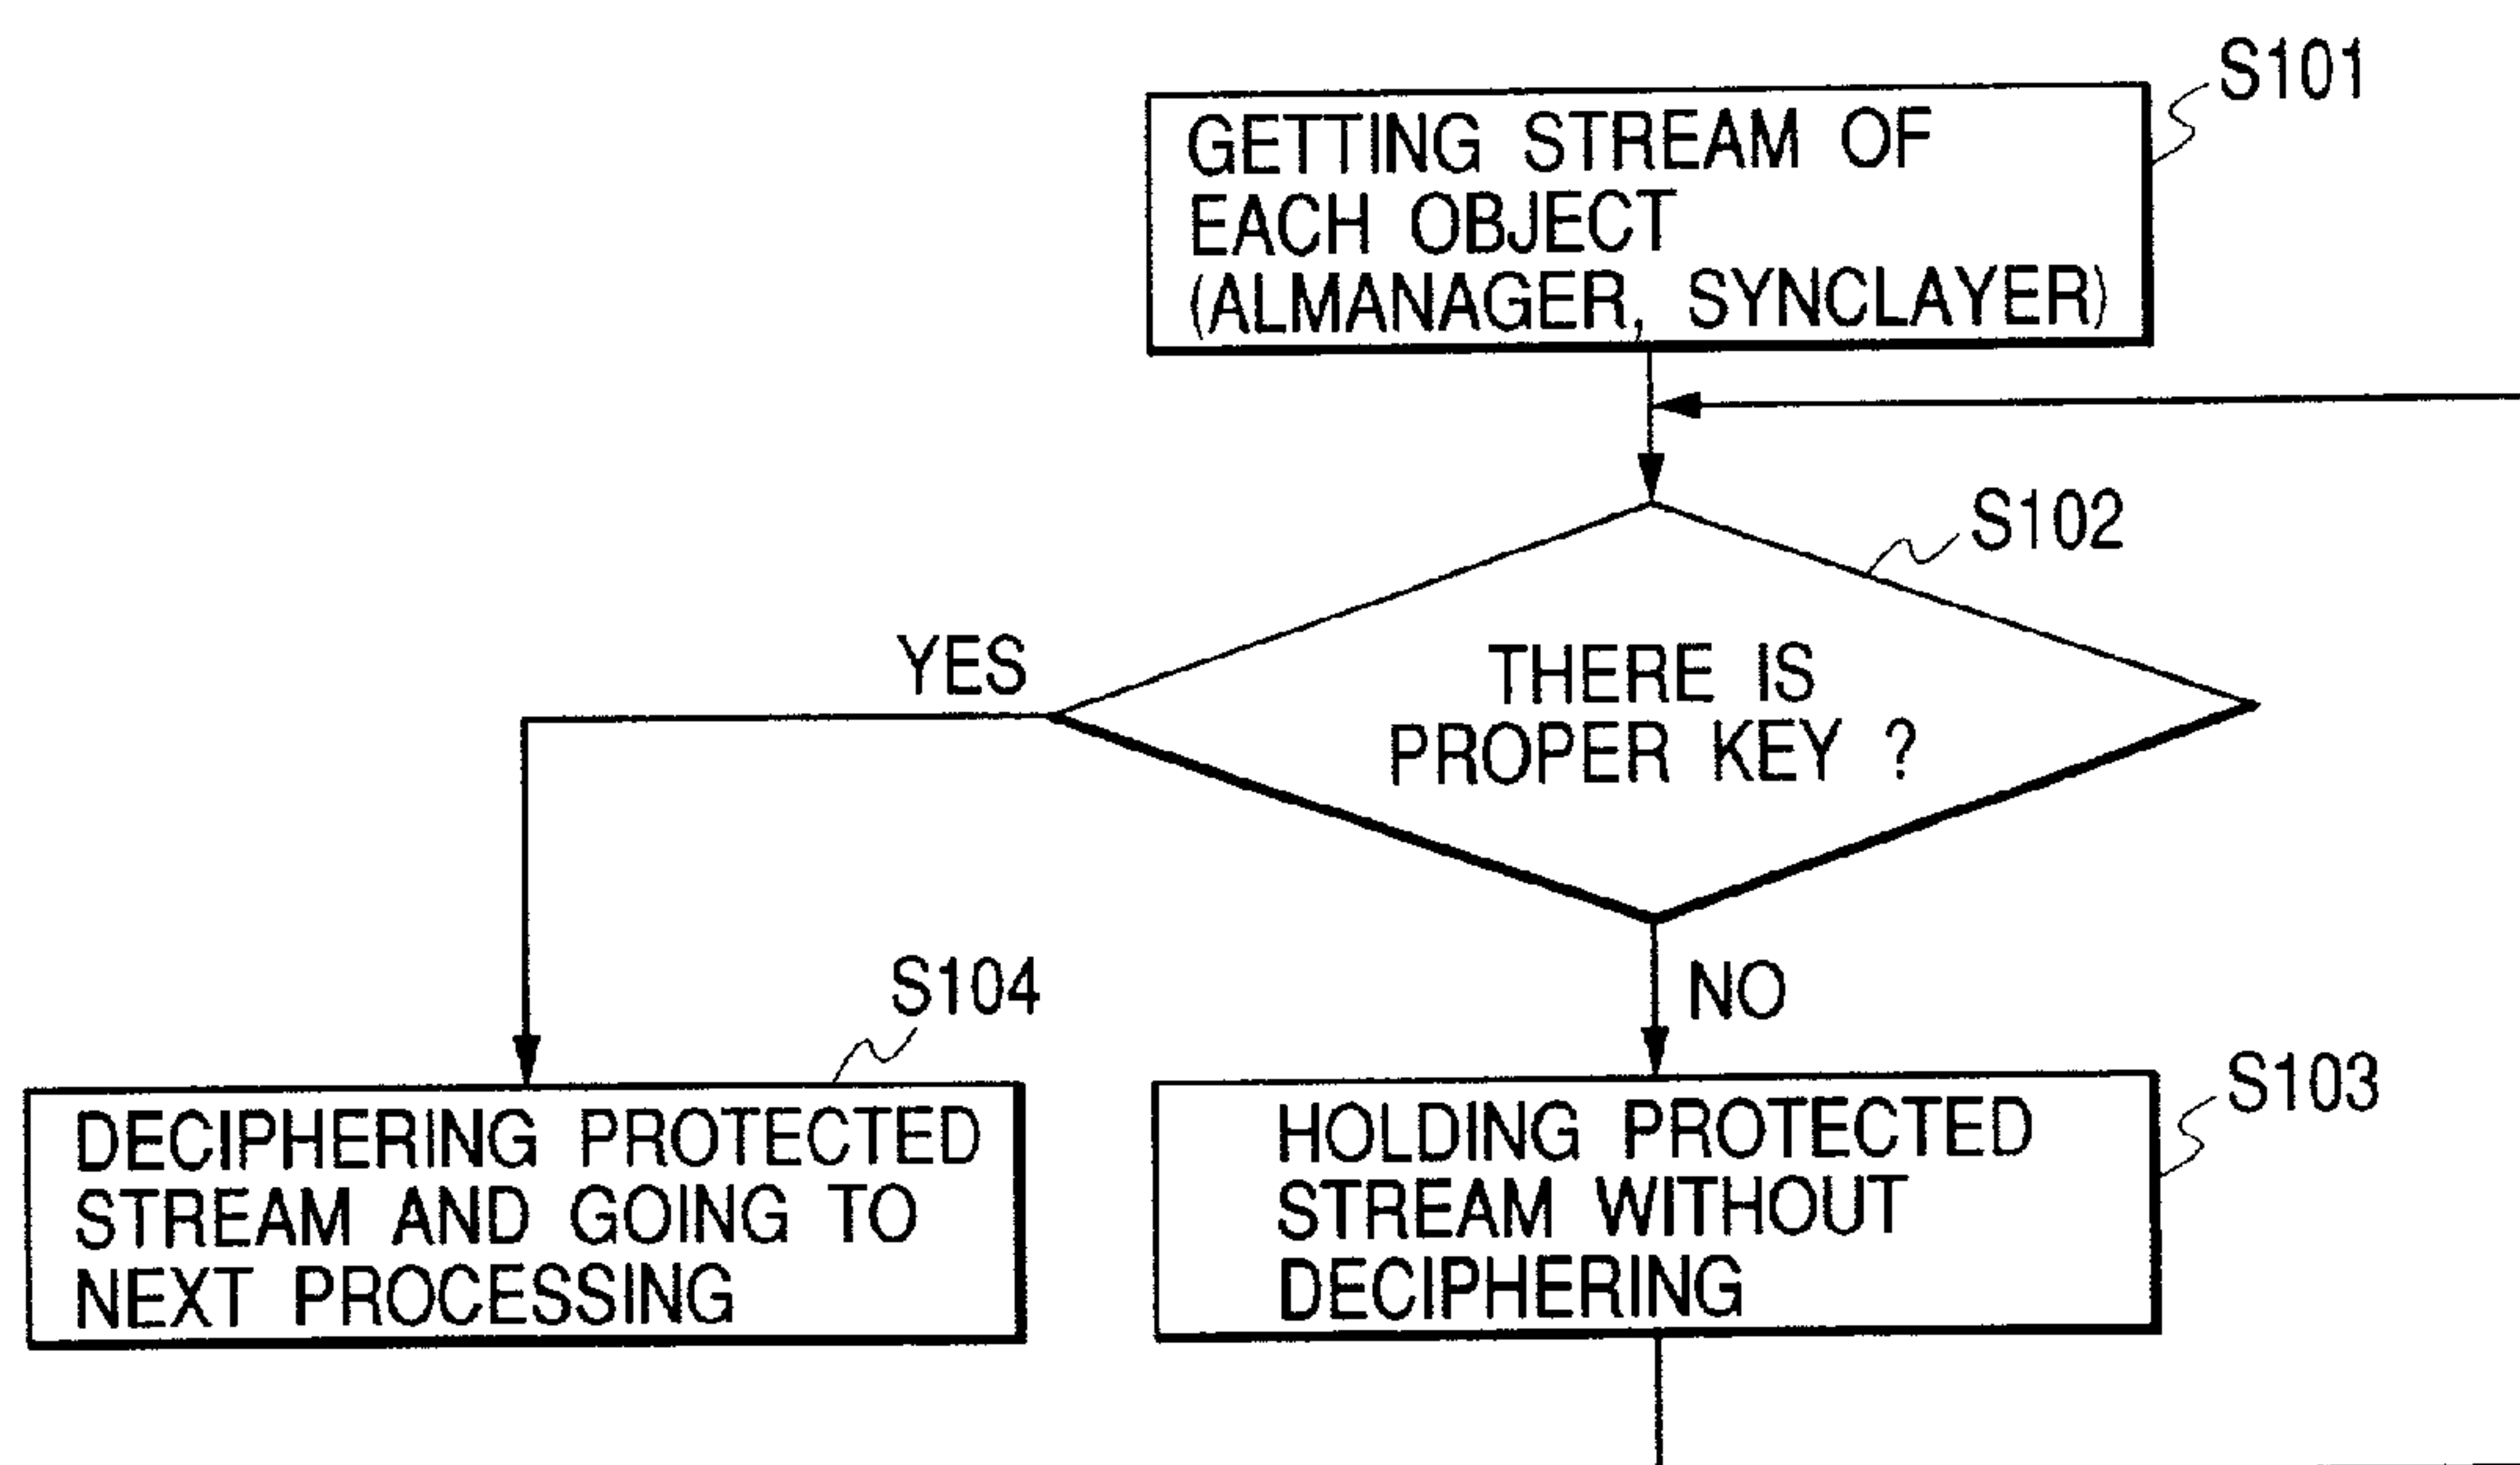 S101
GETTING STREAM OF
EACH OBJECT
(ALMANAGER, SYNCLAYER)
S102
THERE IS
PROPER KEY ?
YES
NO
S104
DECIPHERING PROTECTED
STREAM AND GOING TO
NEXT PROCESSING
S103
HOLDING PROTECTED
STREAM WITHOUT
DECIPHERING